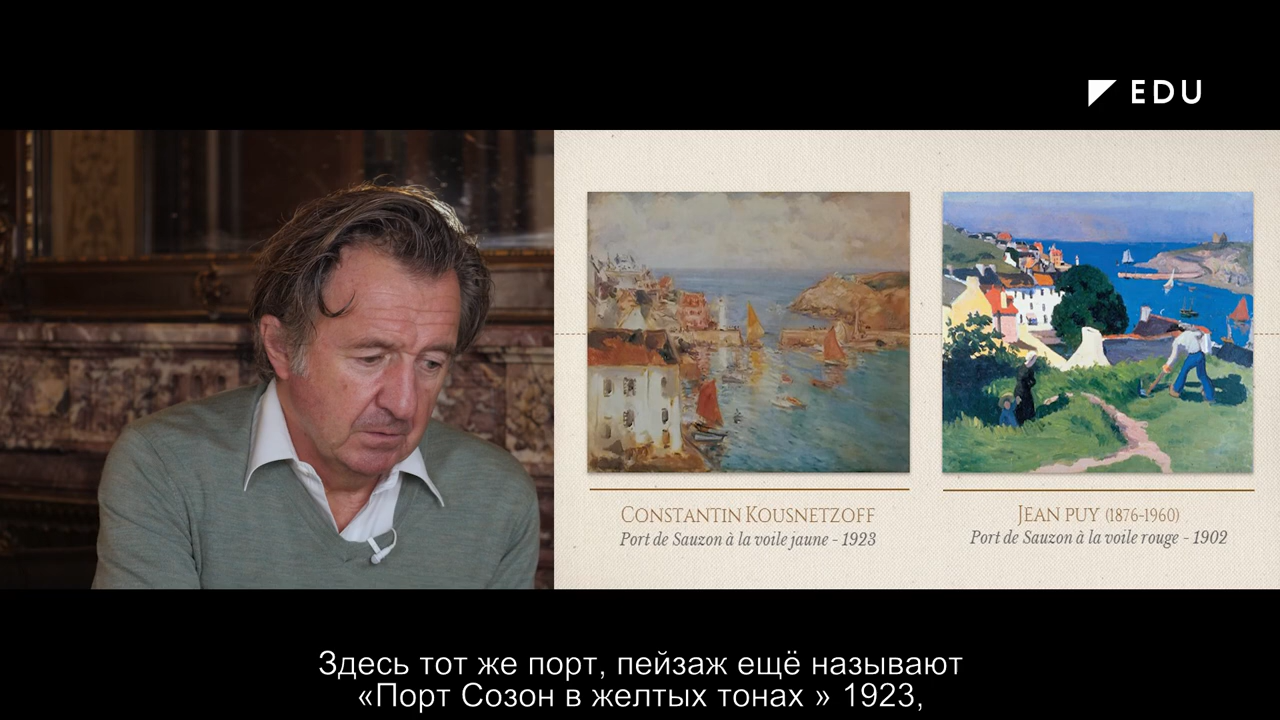 EDU
CONSTANTIN KOUSNETZOFF
Port de Sauzon à la voile jaune - 1923
JEAN PUY (1876-1960)
Port de Sauzon à la voile rouge - 1902
Здесь тот же порт, пейзаж ещё называют
«Порт Созон в желтых тонах » 1923,